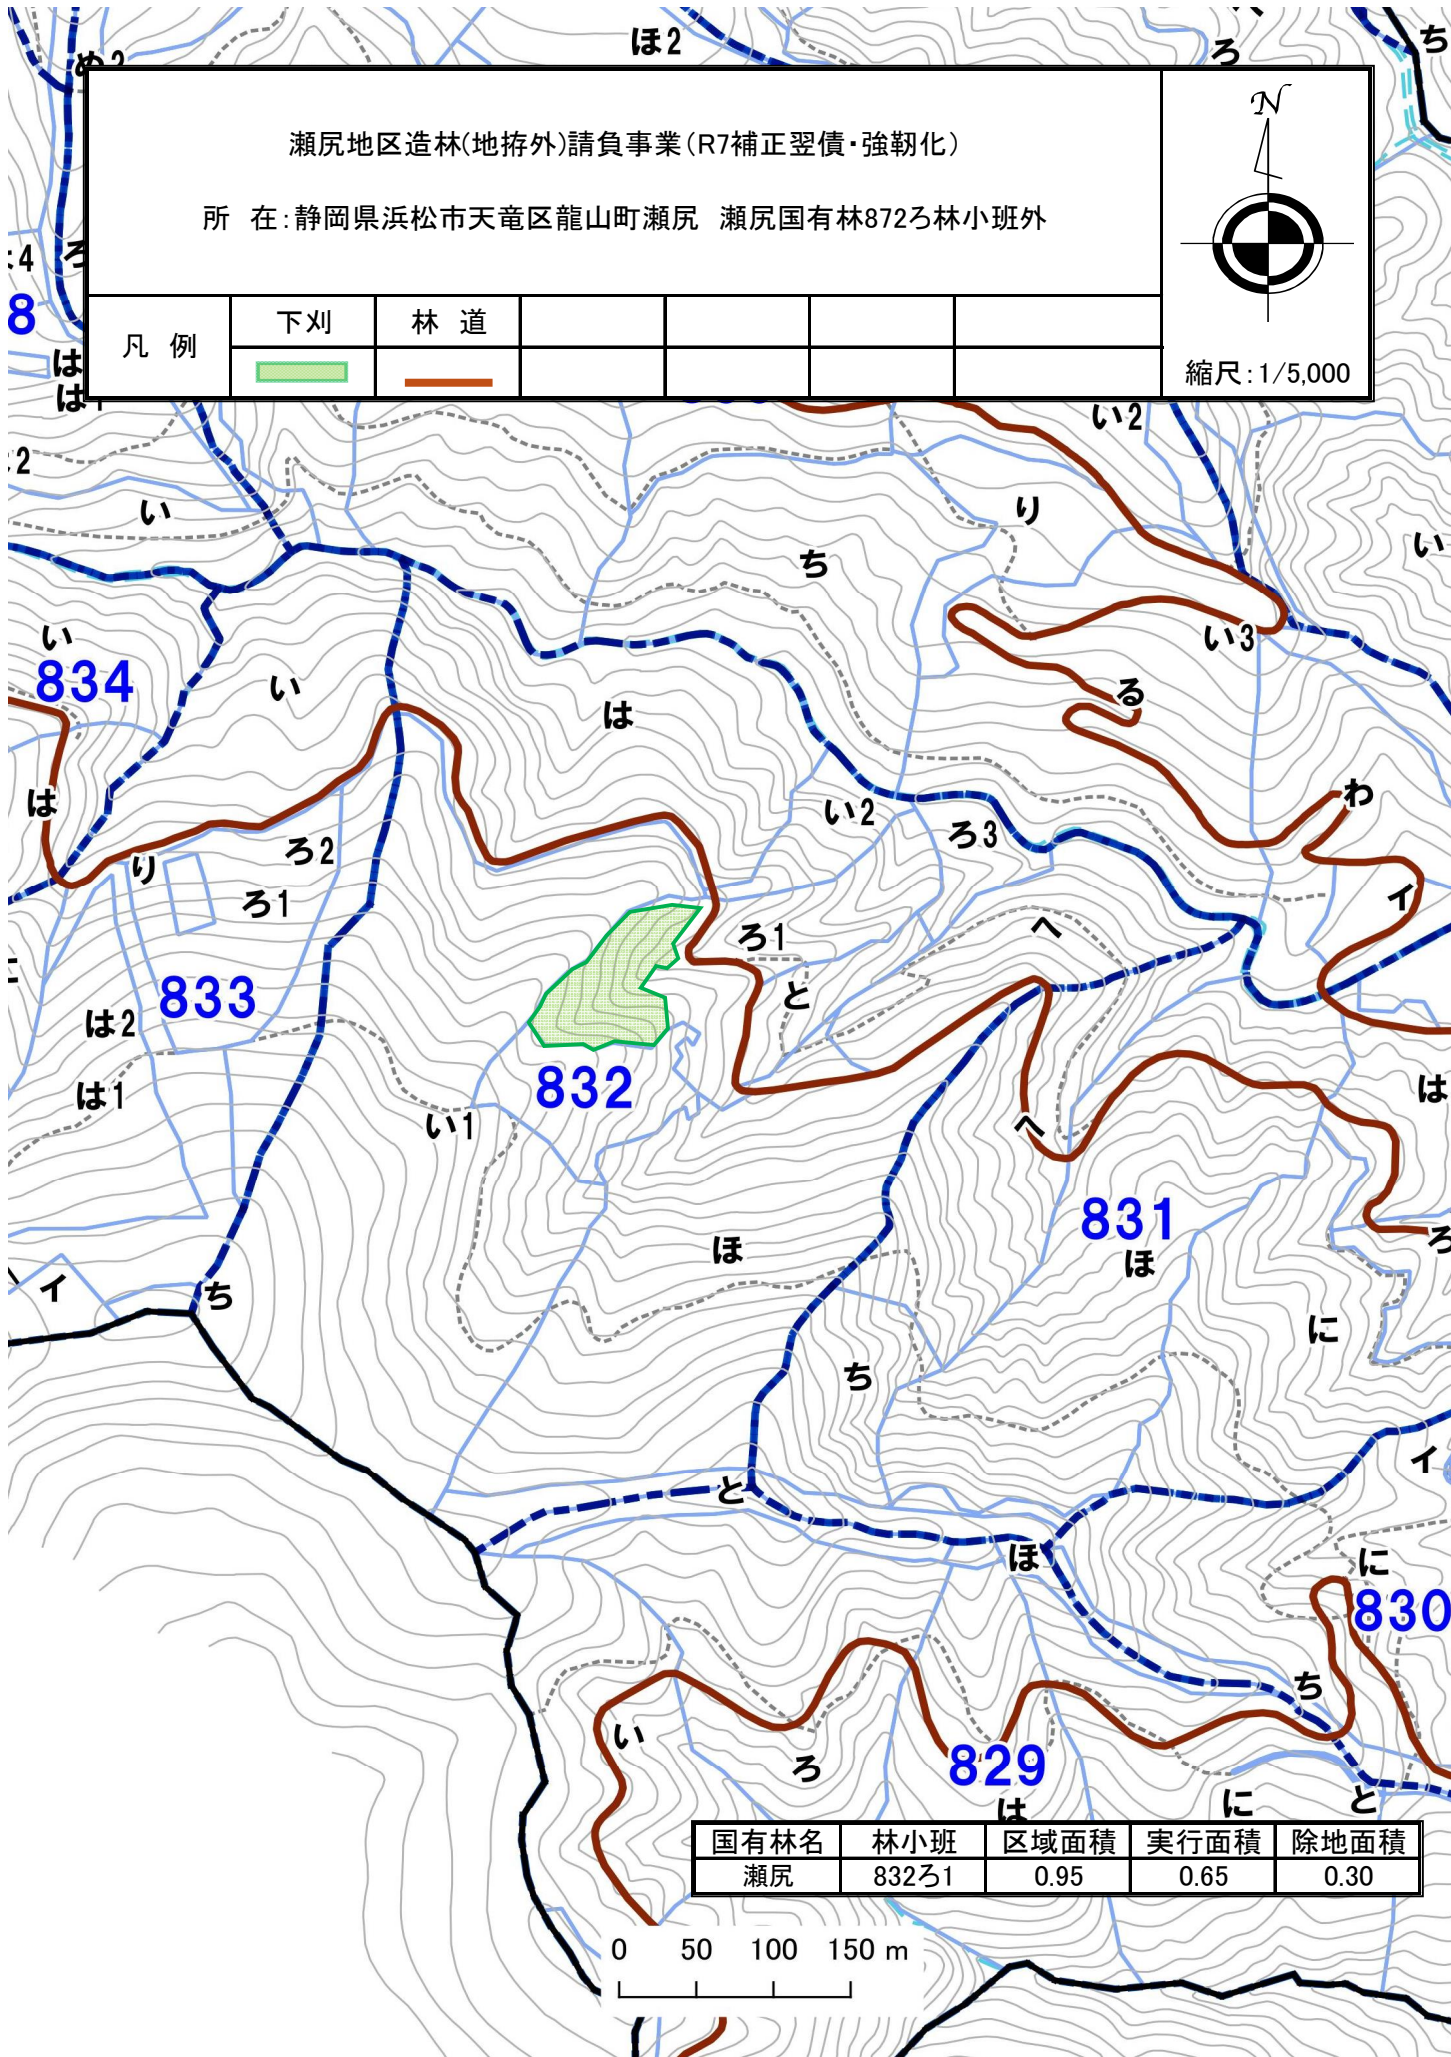 ほ2
ろ
ち
N
瀬尻地区造林(地拵外)請負事業(R7補正翌債・強靭化)
所 在:静岡県浜松市天竜区龍山町瀬尻 瀬尻国有林872ろ林小班外
凡 例
下刈
林 道
縮尺:1/5,000
8
は
い2
2
い
り
い
ち
い
い3
834
い
は
る
は
わ
い2
ろ3
ろ2
り
イ
ろ1
ろ1
へ
833
と
は2
832
は
は1
い1
へ
831
ろ
ほ
ほ
イ
ち
に
ち
イ
と
ほ
に
830
ち
い
ろ
829
は
に
と
国有林名 林小班 区域面積 実行面積 除地面積
瀬尻 832ろ1 0.95 0.65 0.30
0 50 100 150 m